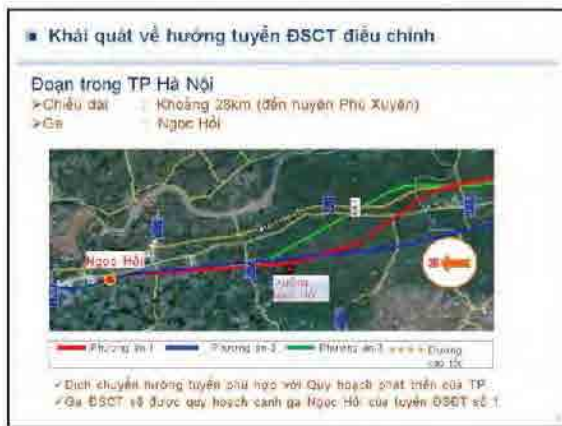 Khái quát về hướng tuyến ĐSCT điều chỉnh
Đoạn trong TP Hà Nội
➢Chiều dài : Khoảng 28km (đến huyện Phú Xuyên)
➢Ga : Ngọc Hồi
Ngọc Hồi
Phương án-1 Phương án-2 Phương án-3 Đường cao tốc
✓Dịch chuyển hướng tuyến phù hợp với Quy hoạch phát triển của TP
✓Ga ĐSCT sẽ được quy hoạch cạnh ga Ngọc Hồi của tuyến ĐSĐT số 1